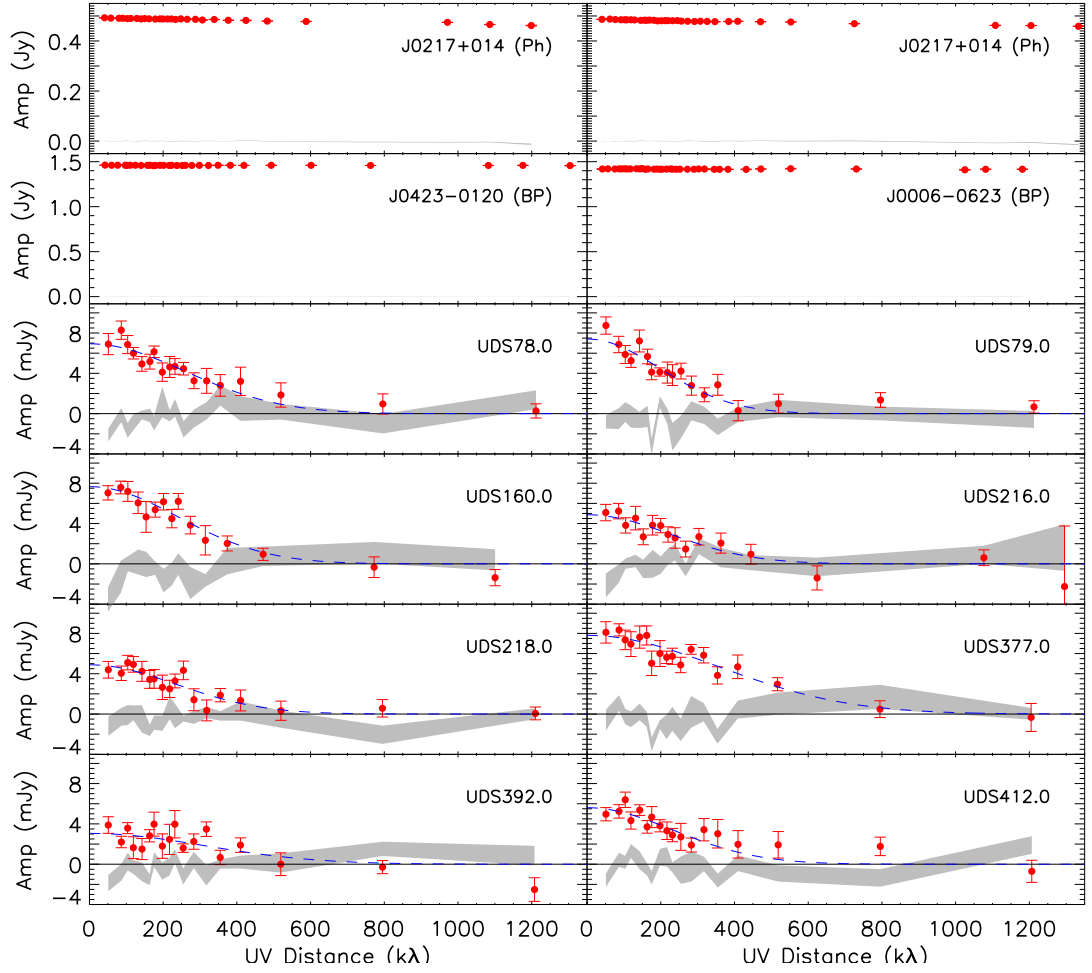 0.4
0.2
0.0
Amp (Jy)
J0217+014 (Ph)
J0217+014 (Ph)
1.5
1.0
0.5
0.0
Amp (Jy)
J0423−0120 (BP)
J0006−0623 (BP)
8
4
0
−4
Amp (mJy)
UDS78.0
UDS79.0
8
4
0
−4
Amp (mJy)
UDS160.0
UDS216.0
8
4
0
−4
Amp (mJy)
UDS218.0
UDS377.0
8
4
0
−4
Amp (mJy)
UDS392.0
UDS412.0
0 200 400 600 800 1000 1200
0 200 400 600 800 1000 1200
UV Distance (kλ)
UV Distance (kλ)